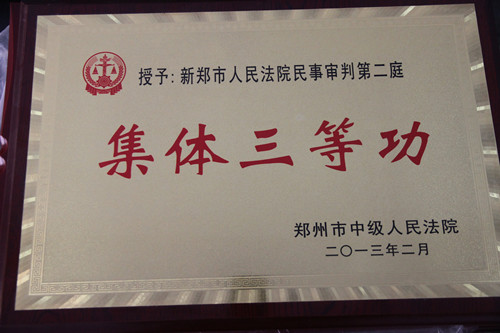 授予:新郑市人民法院民事审判第二庭
集体三等功
郑州市中级人民法院
二〇一三年二月